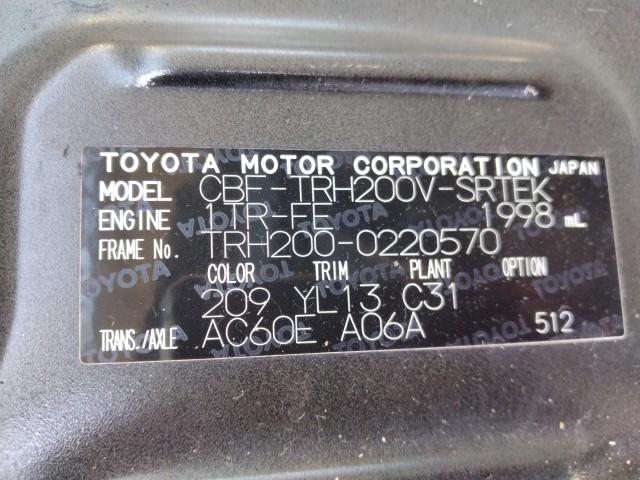 TOYOTA MOTOR CORPORATION JAPAN
MODEL CBF-TRH200V-SRTEK
ENGINE 1TR-FE 1998 mL
FRAME No. TRH200-0220570
COLOR TRIM PLANT OPTION
209 YL13 C31
TRANS./AXLE AC60E A06A 512